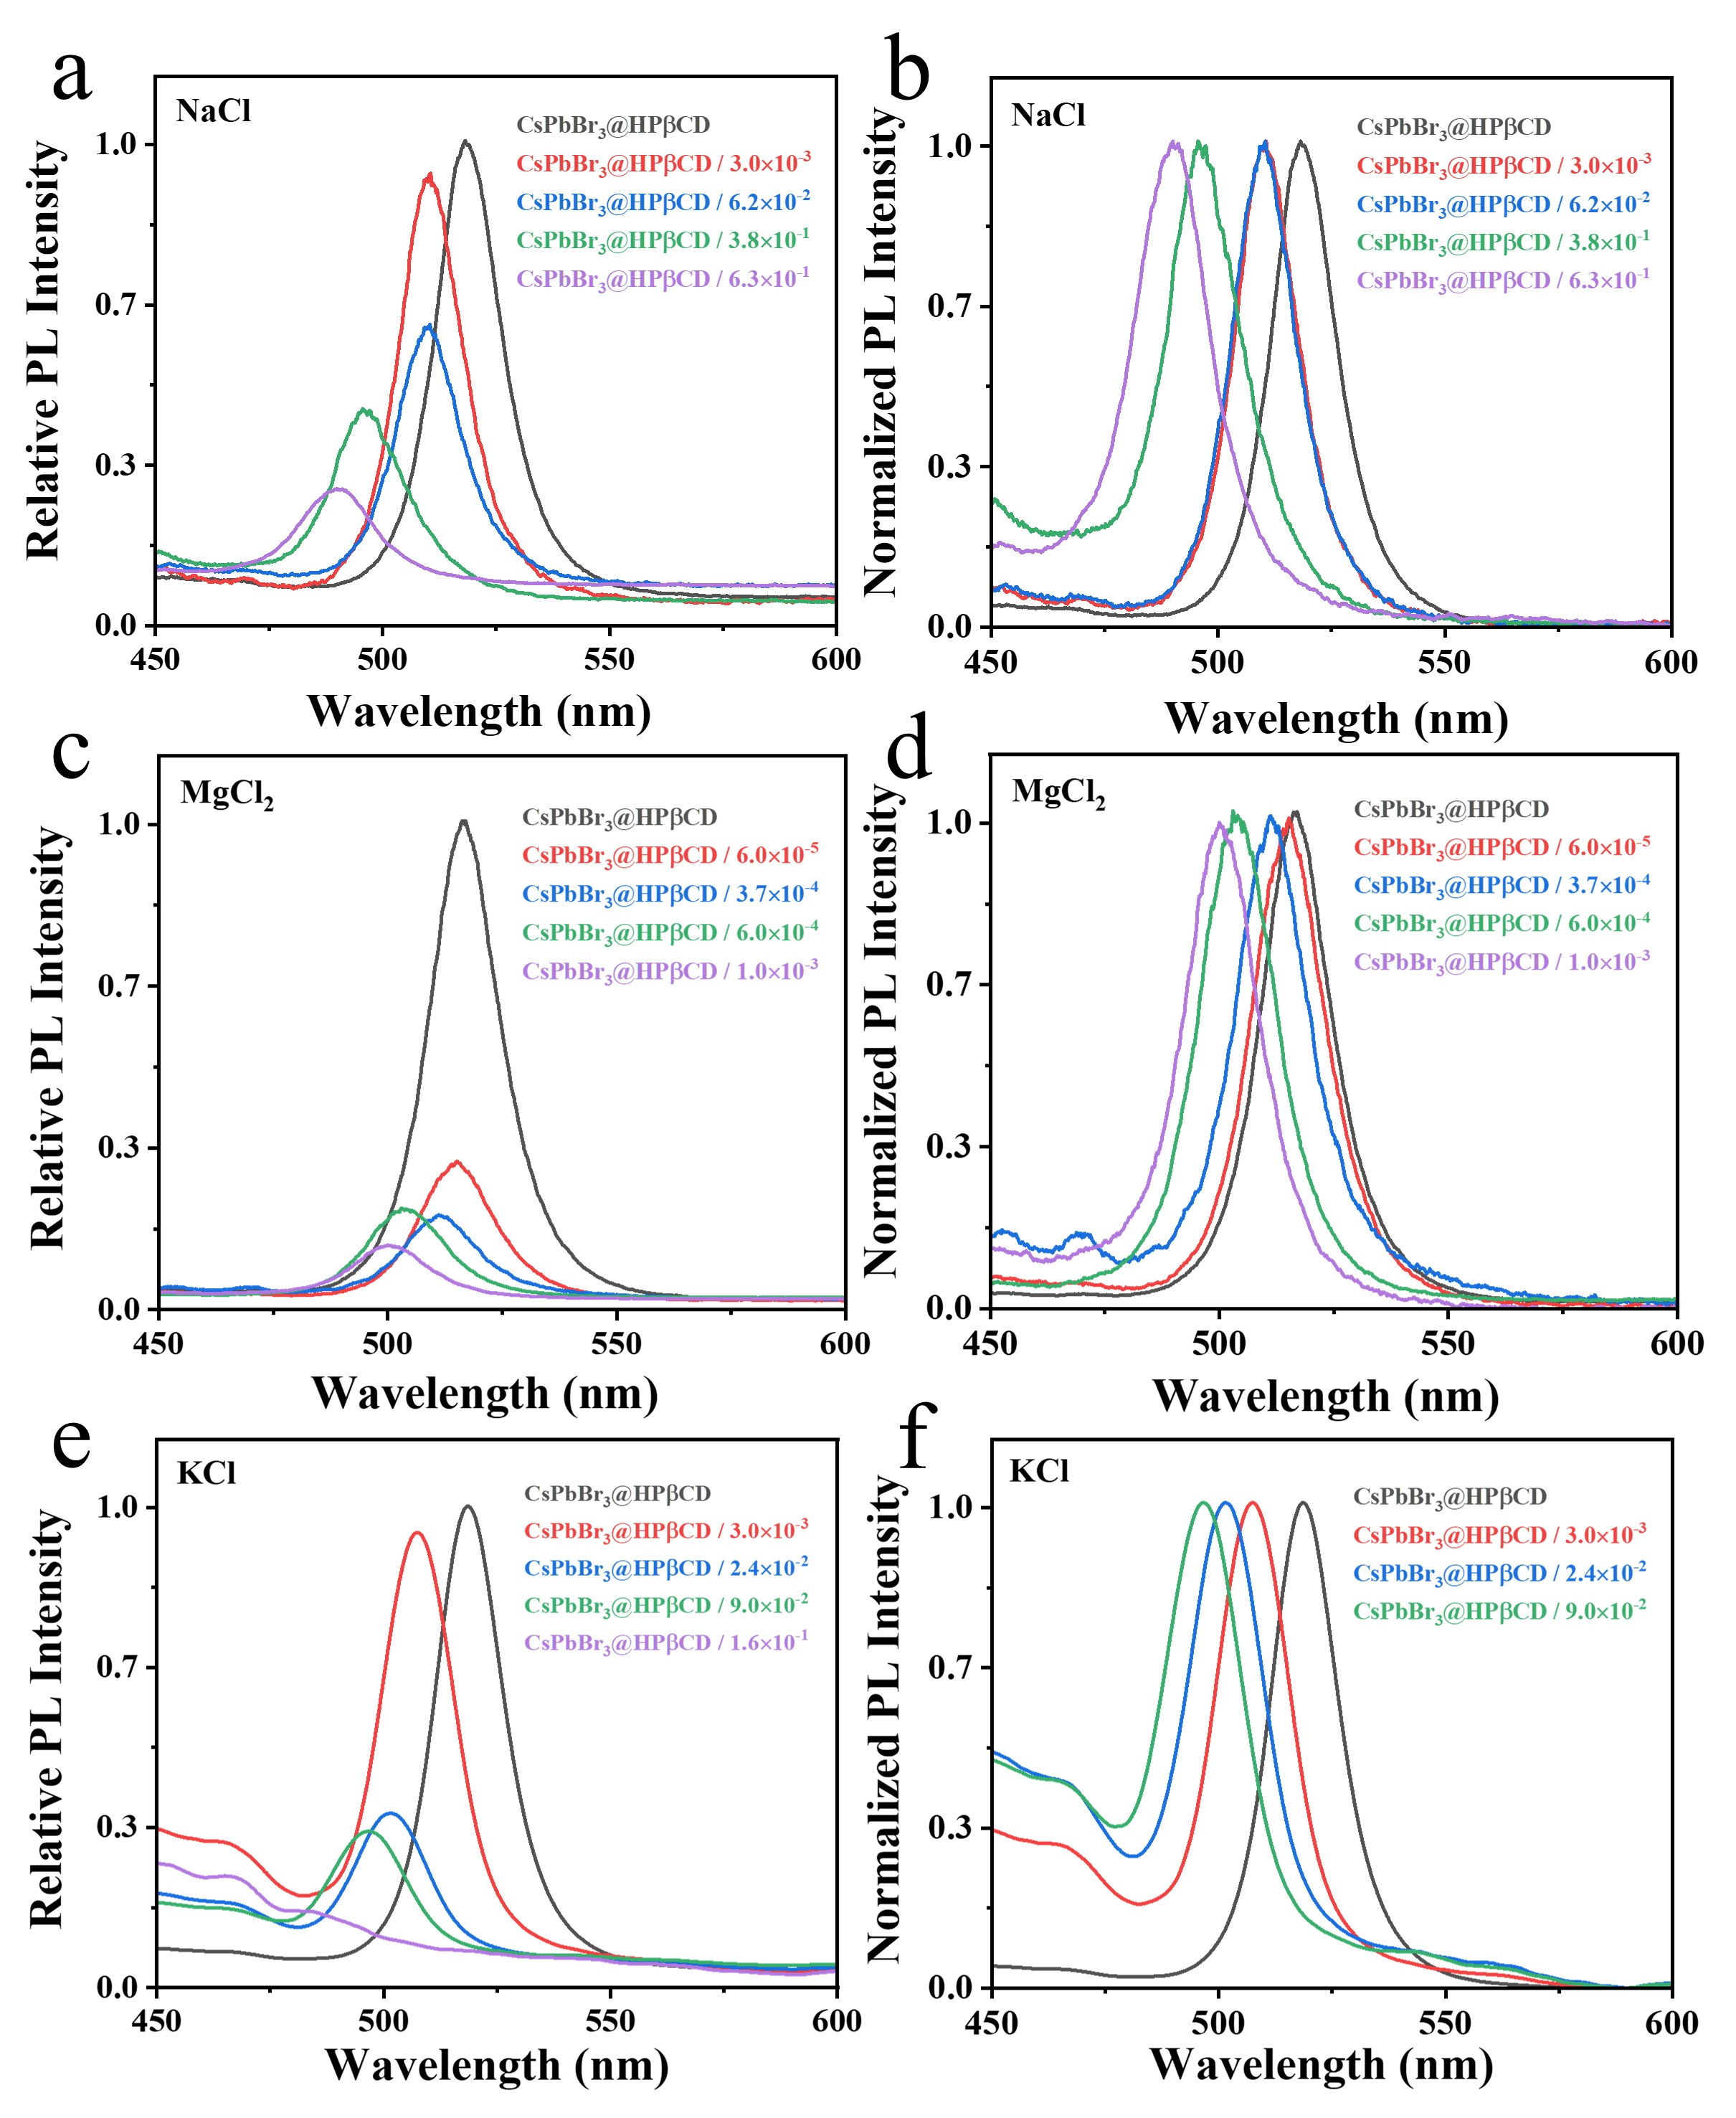 a
NaCl
CsPbBr₃@HPβCD
CsPbBr₃@HPβCD / 3.0×10⁻³
CsPbBr₃@HPβCD / 6.2×10⁻²
CsPbBr₃@HPβCD / 3.8×10⁻¹
CsPbBr₃@HPβCD / 6.3×10⁻¹
Relative PL Intensity
1.0
0.7
0.3
0.0
450 500 550 600
Wavelength (nm)
b
NaCl
CsPbBr₃@HPβCD
CsPbBr₃@HPβCD / 3.0×10⁻³
CsPbBr₃@HPβCD / 6.2×10⁻²
CsPbBr₃@HPβCD / 3.8×10⁻¹
CsPbBr₃@HPβCD / 6.3×10⁻¹
Normalized PL Intensity
1.0
0.7
0.3
0.0
450 500 550 600
Wavelength (nm)
c
MgCl₂
CsPbBr₃@HPβCD
CsPbBr₃@HPβCD / 6.0×10⁻⁵
CsPbBr₃@HPβCD / 3.7×10⁻⁴
CsPbBr₃@HPβCD / 6.0×10⁻⁴
CsPbBr₃@HPβCD / 1.0×10⁻³
Relative PL Intensity
1.0
0.7
0.3
0.0
450 500 550 600
Wavelength (nm)
d
MgCl₂
CsPbBr₃@HPβCD
CsPbBr₃@HPβCD / 6.0×10⁻⁵
CsPbBr₃@HPβCD / 3.7×10⁻⁴
CsPbBr₃@HPβCD / 6.0×10⁻⁴
CsPbBr₃@HPβCD / 1.0×10⁻³
Normalized PL Intensity
1.0
0.7
0.3
0.0
450 500 550 600
Wavelength (nm)
e
KCl
CsPbBr₃@HPβCD
CsPbBr₃@HPβCD / 3.0×10⁻³
CsPbBr₃@HPβCD / 2.4×10⁻²
CsPbBr₃@HPβCD / 9.0×10⁻²
CsPbBr₃@HPβCD / 1.6×10⁻¹
Relative PL Intensity
1.0
0.7
0.3
0.0
450 500 550 600
Wavelength (nm)
f
KCl
CsPbBr₃@HPβCD
CsPbBr₃@HPβCD / 3.0×10⁻³
CsPbBr₃@HPβCD / 2.4×10⁻²
CsPbBr₃@HPβCD / 9.0×10⁻²
Normalized PL Intensity
1.0
0.7
0.3
0.0
450 500 550 600
Wavelength (nm)